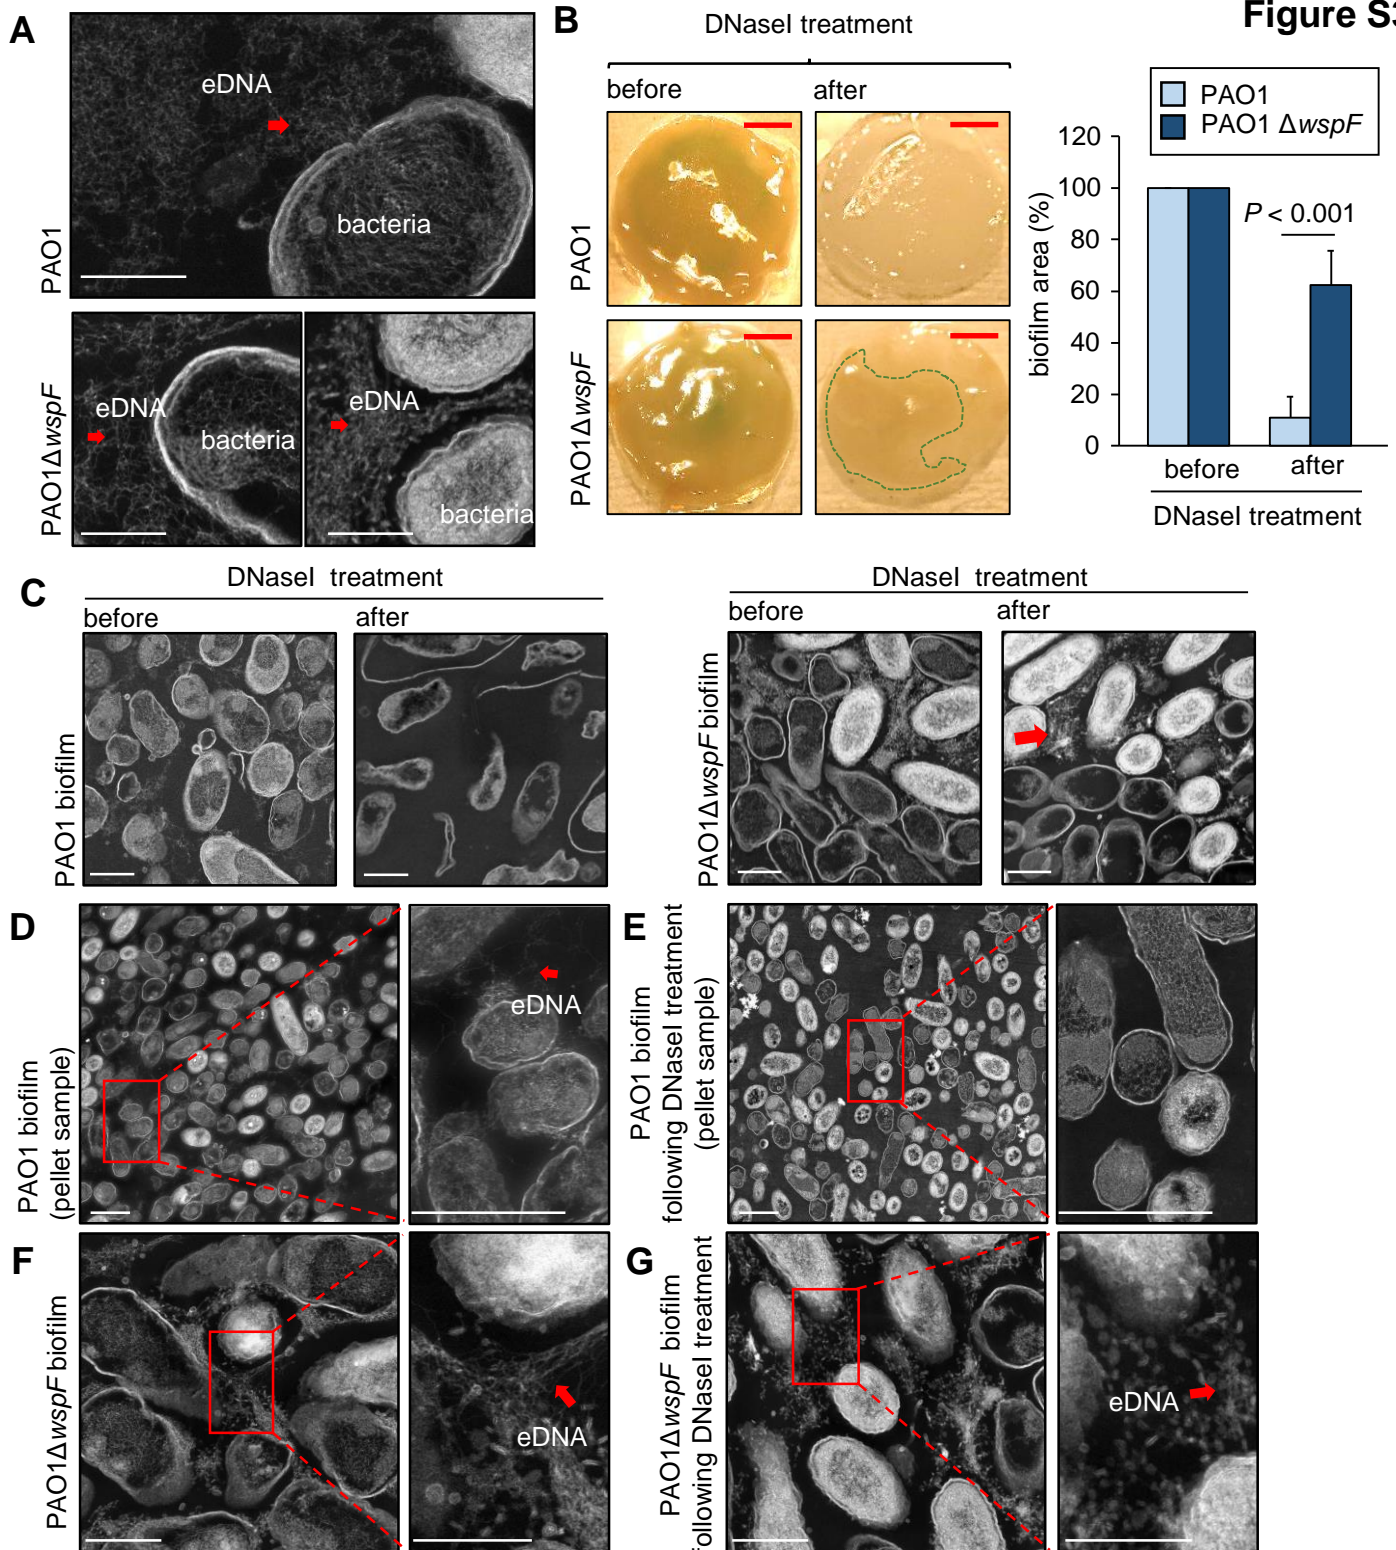 Figure S3
A
PAO1
eDNA
bacteria
PAO1ΔwspF
eDNA
bacteria
eDNA
bacteria
B
DNaseI treatment
before
after
PAO1
PAO1ΔwspF
PAO1
PAO1 ΔwspF
biofilm area (%)
120
100
80
60
40
20
0
P < 0.001
before
after
DNaseI treatment
C
DNaseI treatment
before
after
PAO1 biofilm
DNaseI treatment
before
after
PAO1ΔwspF biofilm
D
PAO1 biofilm
(pellet sample)
eDNA
E
PAO1 biofilm
following DNaseI treatment
(pellet sample)
F
PAO1ΔwspF biofilm
eDNA
G
PAO1ΔwspF biofilm
following DNaseI treatment
eDNA